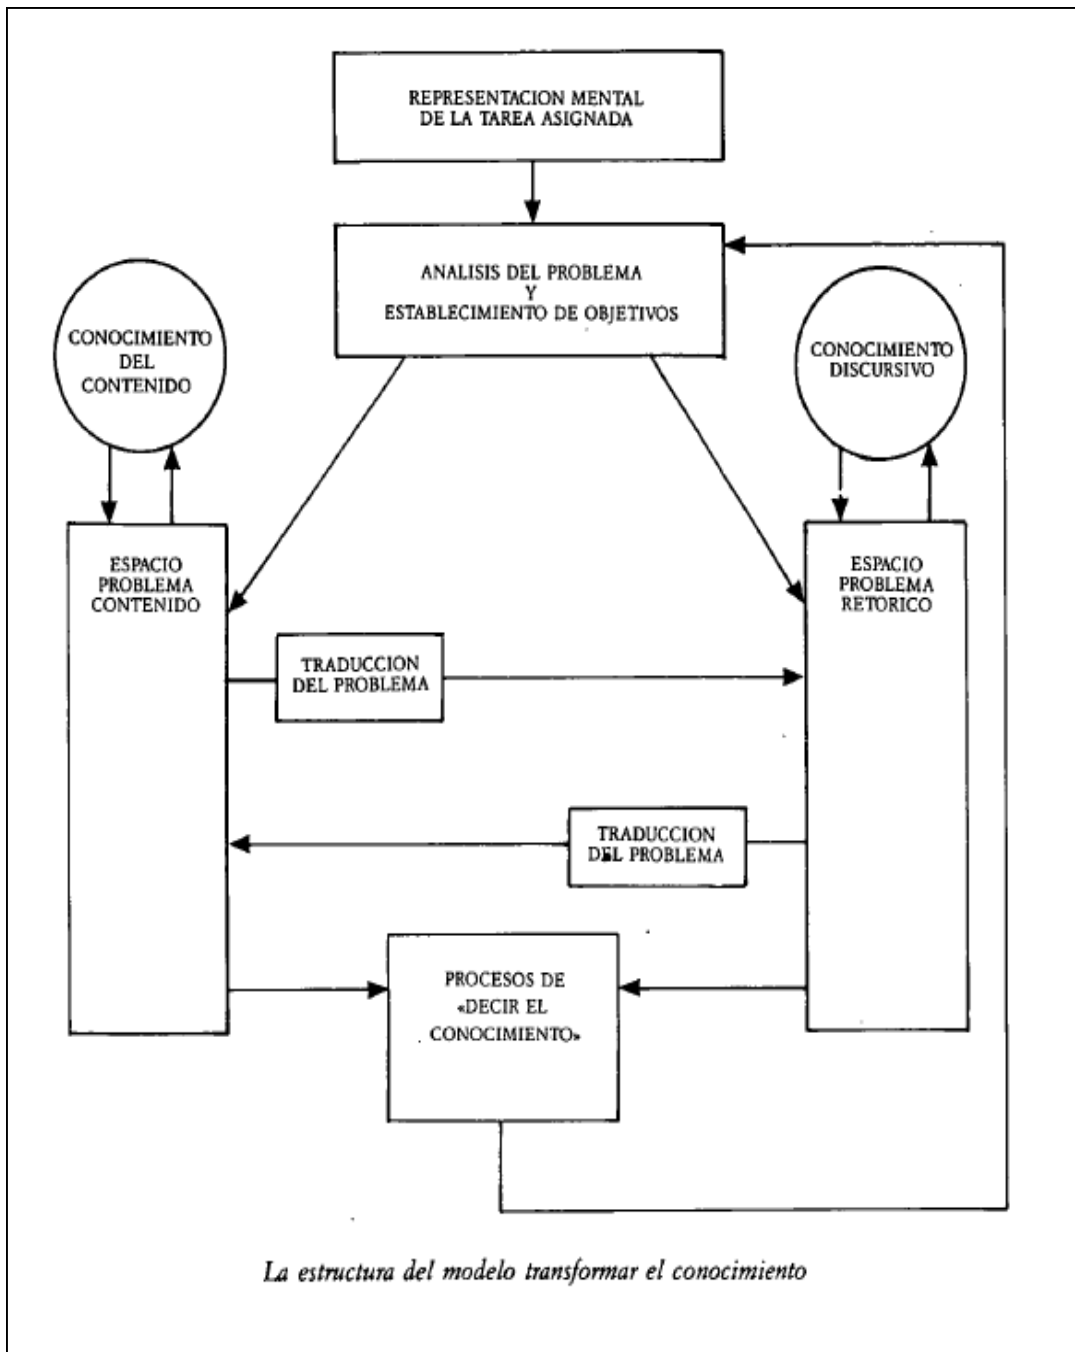 REPRESENTACION MENTAL
DE LA TAREA ASIGNADA
ANALISIS DEL PROBLEMA
Y
ESTABLECIMIENTO DE OBJETIVOS
CONOCIMIENTO
DEL
CONTENIDO
CONOCIMIENTO
DISCURSIVO
ESPACIO
PROBLEMA
CONTENIDO
ESPACIO
PROBLEMA
RETORICO
TRADUCCION
DEL PROBLEMA
TRADUCCION
DEL PROBLEMA
PROCESOS DE
«DECIR EL
CONOCIMIENTO»
La estructura del modelo transformar el conocimiento